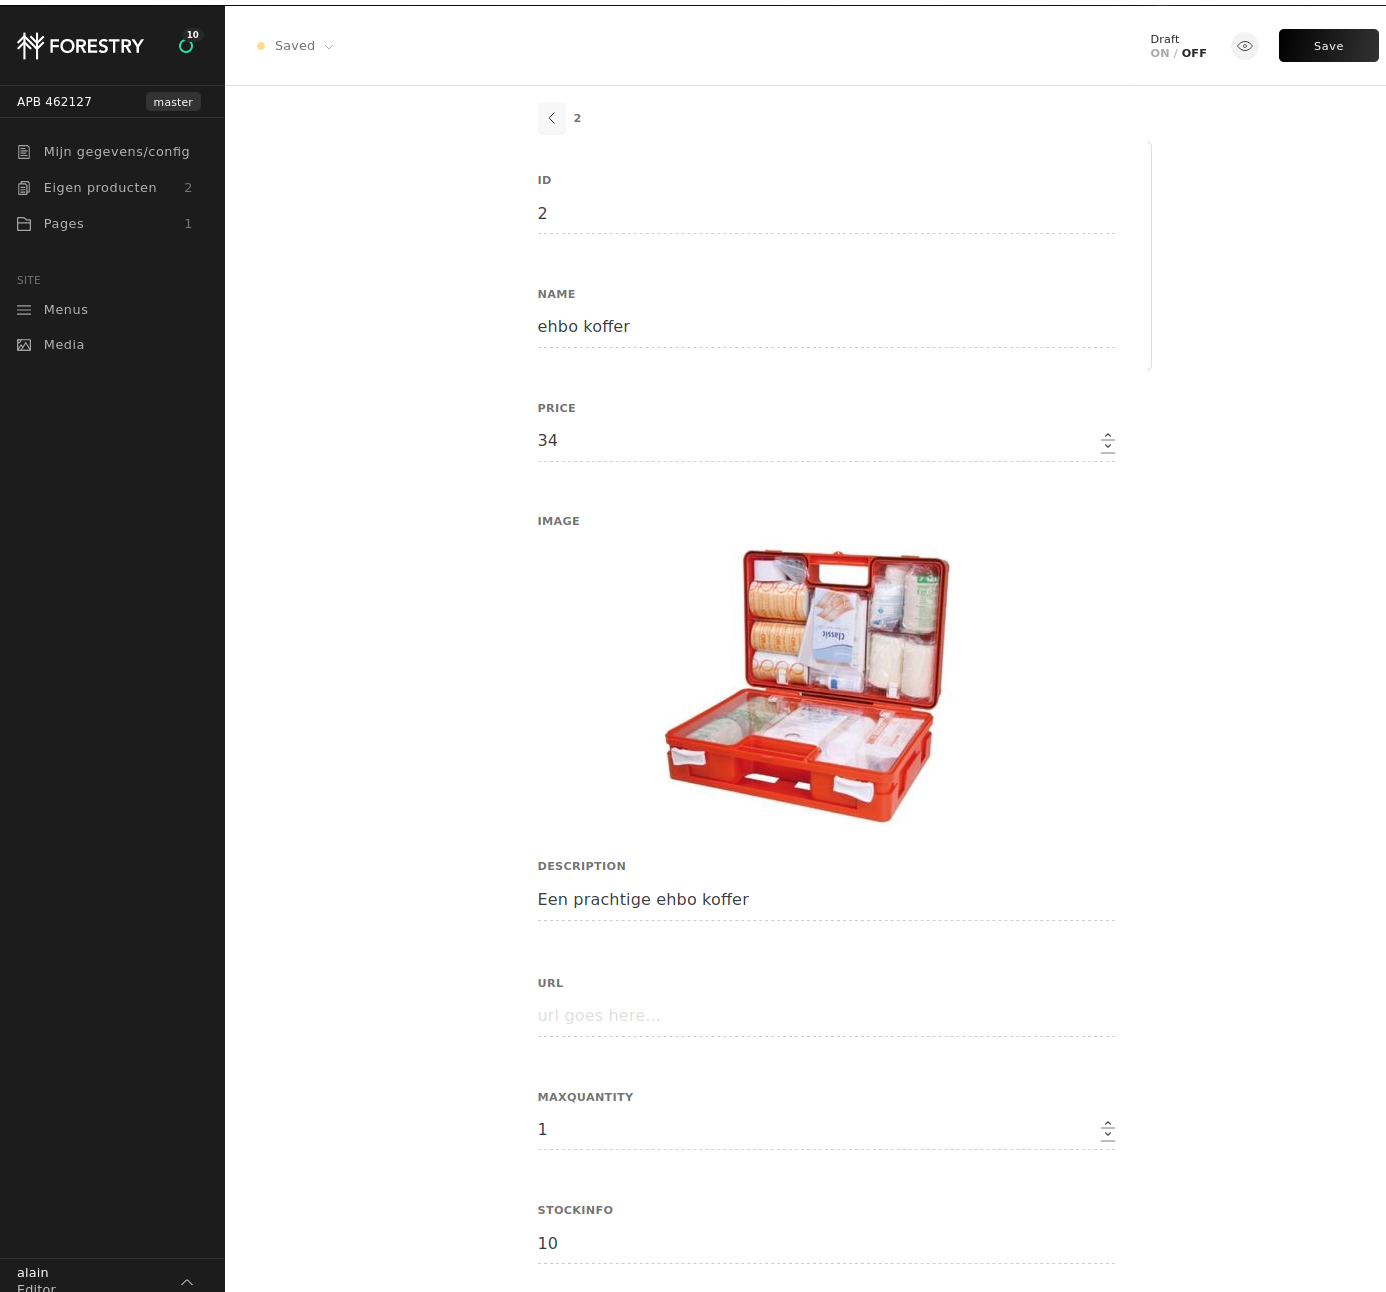 FORESTRY
10
APB 462127
master
Mijn gegevens/config
Eigen producten 2
Pages 1
SITE
Menus
Media
alain
Editor
Saved
Draft
ON / OFF
Save
2
ID
2
NAME
ehbo koffer
PRICE
34
IMAGE
Classic
DESCRIPTION
Een prachtige ehbo koffer
URL
url goes here...
MAXQUANTITY
1
STOCKINFO
10